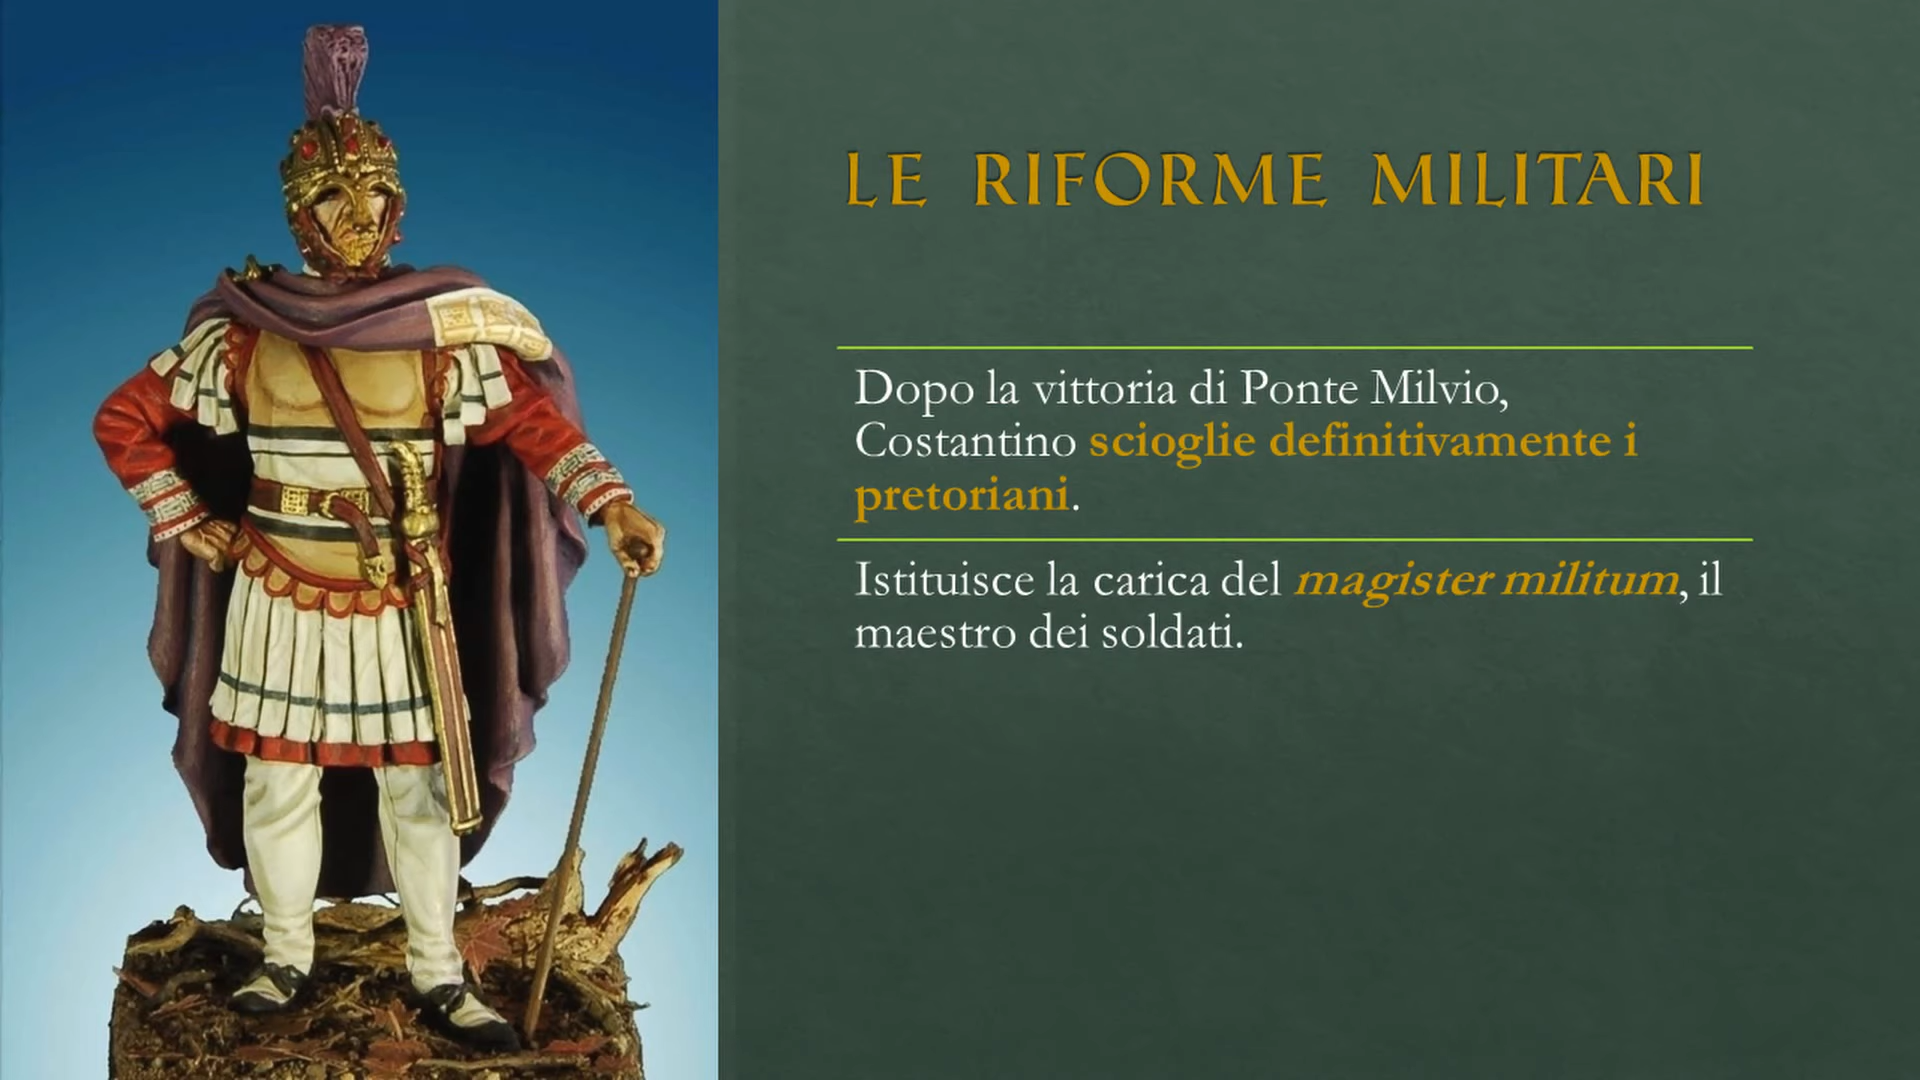 LE RIFORME MILITARI
Dopo la vittoria di Ponte Milvio,
Costantino scioglie definitivamente i
pretoriani.
Istituisce la carica del magister militum, il
maestro dei soldati.